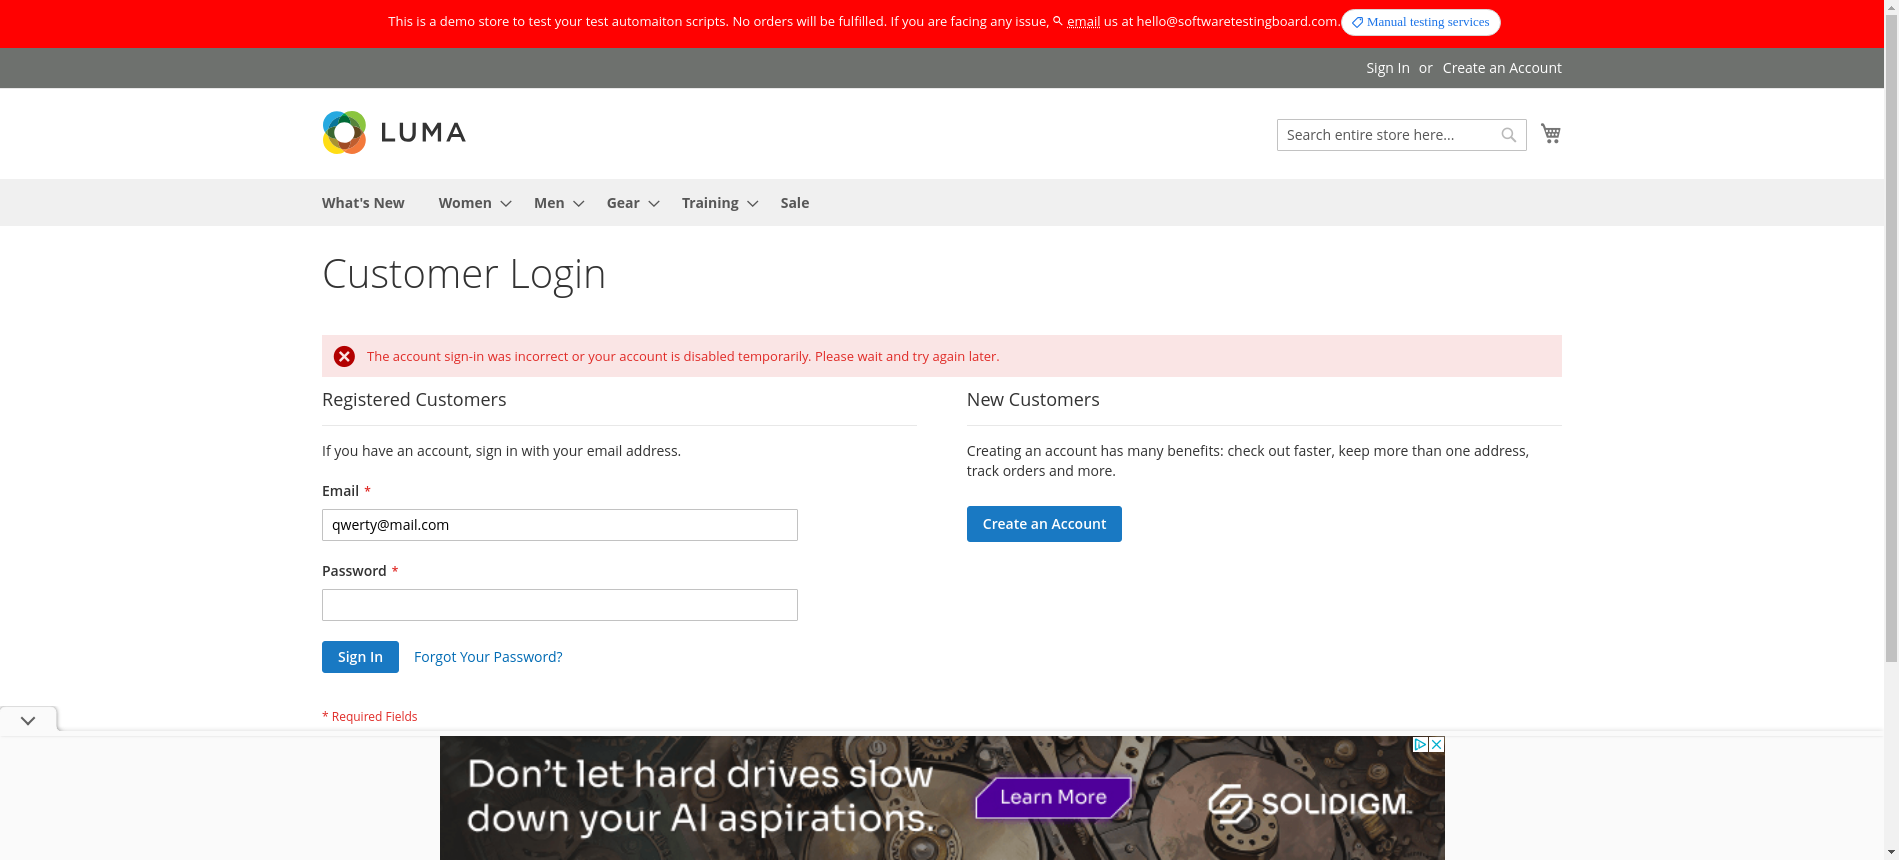 This is a demo store to test your test automaiton scripts. No orders will be fulfilled. If you are facing any issue, email us at hello@softwaretestingboard.com. Manual testing services
Sign In or Create an Account
LUMA
Search entire store here...
What's New Women Men Gear Training Sale
Customer Login
The account sign-in was incorrect or your account is disabled temporarily. Please wait and try again later.
Registered Customers
If you have an account, sign in with your email address.
Email *
qwerty@mail.com
Password *
Sign In Forgot Your Password?
* Required Fields
New Customers
Creating an account has many benefits: check out faster, keep more than one address,
track orders and more.
Create an Account
Don't let hard drives slow
down your AI aspirations.
Learn More
SOLIDIGM